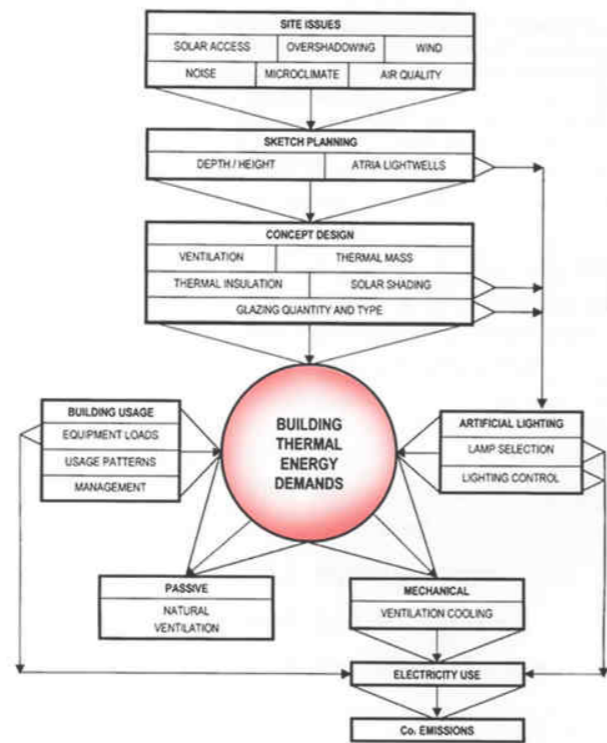 SITE ISSUES
SOLAR ACCESS OVERSHADOWING WIND
NOISE MICROCLIMATE AIR QUALITY
SKETCH PLANNING
DEPTH / HEIGHT ATRIA LIGHTWELLS
CONCEPT DESIGN
VENTILATION THERMAL MASS
THERMAL INSULATION SOLAR SHADING
GLAZING QUANTITY AND TYPE
BUILDING USAGE
EQUIPMENT LOADS
USAGE PATTERNS
MANAGEMENT
BUILDING
THERMAL
ENERGY
DEMANDS
ARTIFICIAL LIGHTING
LAMP SELECTION
LIGHTING CONTROL
PASSIVE
NATURAL
VENTILATION
MECHANICAL
VENTILATION COOLING
ELECTRICITY USE
Co. EMISSIONS